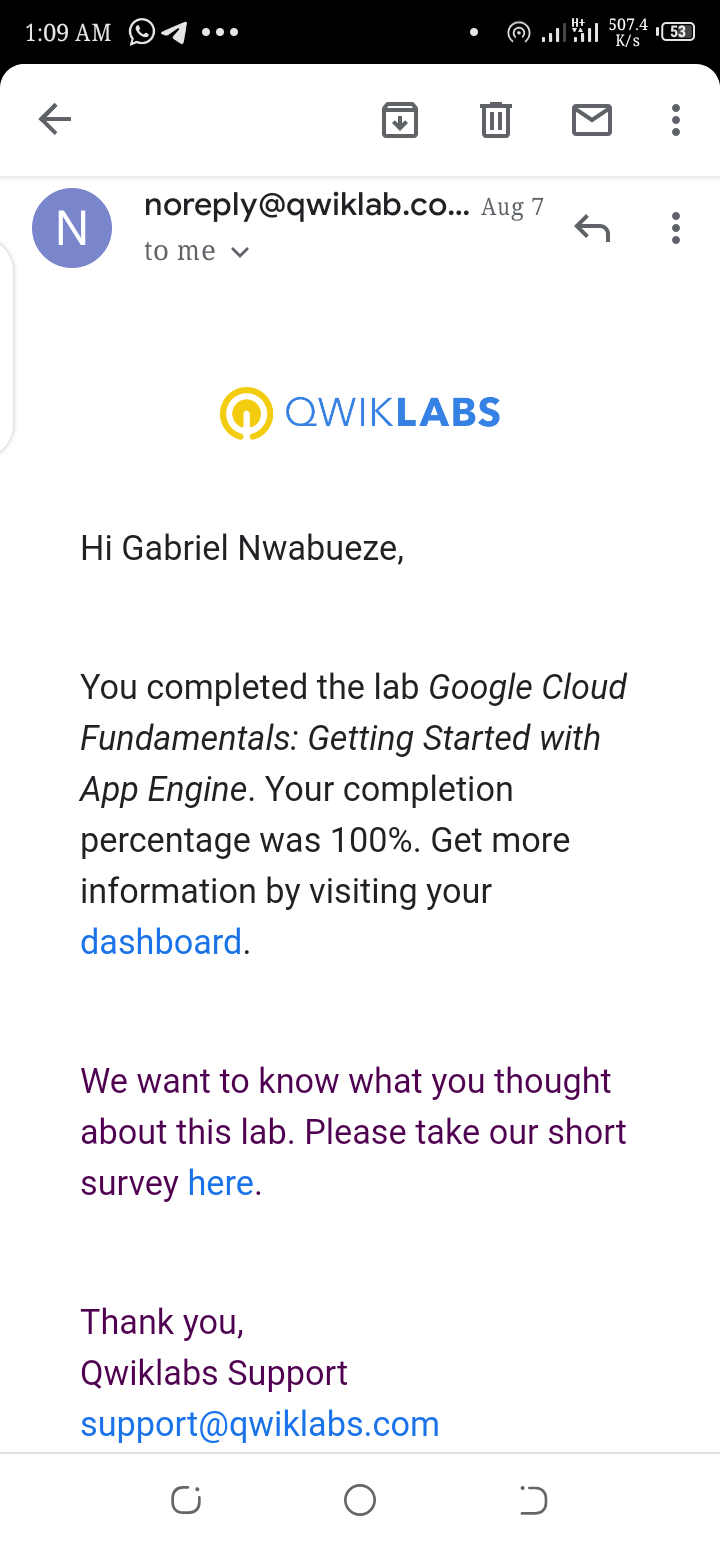 1:09 AM
H+
507.4
K/s
53
noreply@qwiklab.co... Aug 7
N
to me
QWIKLABS
Hi Gabriel Nwabueze,
You completed the lab Google Cloud
Fundamentals: Getting Started with
App Engine. Your completion
percentage was 100%. Get more
information by visiting your
dashboard.
We want to know what you thought
about this lab. Please take our short
survey here.
Thank you,
Qwiklabs Support
support@qwiklabs.com